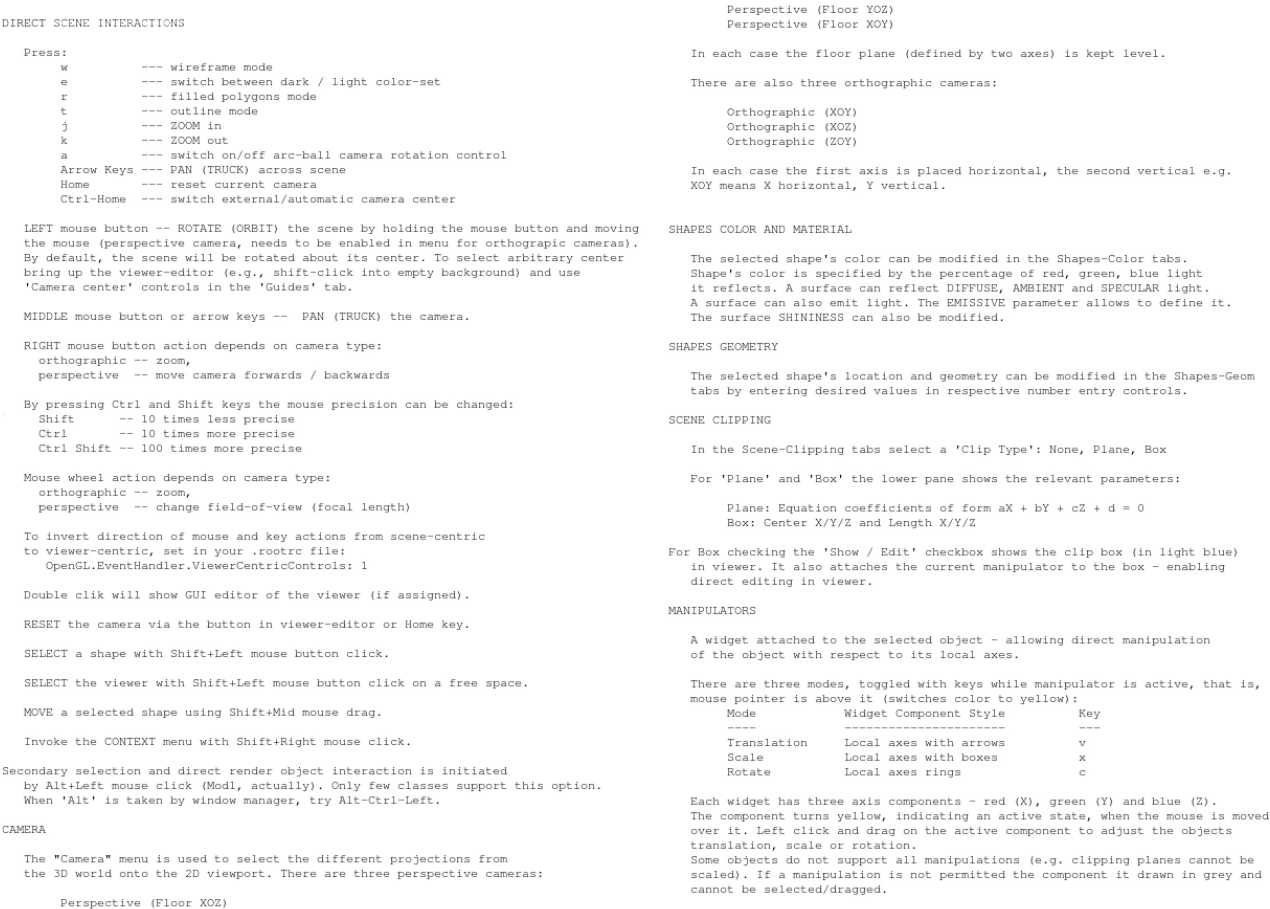 DIRECT SCENE INTERACTIONS
Press:
w --- wireframe mode
e --- switch between dark / light color-set
r --- filled polygons mode
t --- outline mode
j --- ZOOM in
k --- ZOOM out
a --- switch on/off arc-ball camera rotation control
Arrow Keys --- PAN (TRUCK) across scene
Home --- reset current camera
Ctrl-Home --- switch external/automatic camera center
LEFT mouse button -- ROTATE (ORBIT) the scene by holding the mouse button and moving
the mouse (perspective camera, needs to be enabled in menu for orthograpic cameras).
By default, the scene will be rotated about its center. To select arbitrary center
bring up the viewer-editor (e.g., shift-click into empty background) and use
'Camera center' controls in the 'Guides' tab.
MIDDLE mouse button or arrow keys -- PAN (TRUCK) the camera.
RIGHT mouse button action depends on camera type:
orthographic -- zoom,
perspective -- move camera forwards / backwards
By pressing Ctrl and Shift keys the mouse precision can be changed:
Shift -- 10 times less precise
Ctrl -- 10 times more precise
Ctrl Shift -- 100 times more precise
Mouse wheel action depends on camera type:
orthographic -- zoom,
perspective -- change field-of-view (focal length)
To invert direction of mouse and key actions from scene-centric
to viewer-centric, set in your .rootrc file:
OpenGL.EventHandler.ViewerCentricControls: 1
Double clik will show GUI editor of the viewer (if assigned).
RESET the camera via the button in viewer-editor or Home key.
SELECT a shape with Shift+Left mouse button click.
SELECT the viewer with Shift+Left mouse button click on a free space.
MOVE a selected shape using Shift+Mid mouse drag.
Invoke the CONTEXT menu with Shift+Right mouse click.
Secondary selection and direct render object interaction is initiated
by Alt+Left mouse click (Mod1, actually). Only few classes support this option.
When 'Alt' is taken by window manager, try Alt-Ctrl-Left.
CAMERA
The "Camera" menu is used to select the different projections from
the 3D world onto the 2D viewport. There are three perspective cameras:
Perspective (Floor XOZ)
Perspective (Floor YOZ)
Perspective (Floor XOY)
In each case the floor plane (defined by two axes) is kept level.
There are also three orthographic cameras:
Orthographic (XOY)
Orthographic (XOZ)
Orthographic (ZOY)
In each case the first axis is placed horizontal, the second vertical e.g.
XOY means X horizontal, Y vertical.
SHAPES COLOR AND MATERIAL
The selected shape's color can be modified in the Shapes-Color tabs.
Shape's color is specified by the percentage of red, green, blue light
it reflects. A surface can reflect DIFFUSE, AMBIENT and SPECULAR light.
A surface can also emit light. The EMISSIVE parameter allows to define it.
The surface SHININESS can also be modified.
SHAPES GEOMETRY
The selected shape's location and geometry can be modified in the Shapes-Geom
tabs by entering desired values in respective number entry controls.
SCENE CLIPPING
In the Scene-Clipping tabs select a 'Clip Type': None, Plane, Box
For 'Plane' and 'Box' the lower pane shows the relevant parameters:
Plane: Equation coefficients of form aX + bY + cZ + d = 0
Box: Center X/Y/Z and Length X/Y/Z
For Box checking the 'Show / Edit' checkbox shows the clip box (in light blue)
in viewer. It also attaches the current manipulator to the box - enabling
direct editing in viewer.
MANIPULATORS
A widget attached to the selected object - allowing direct manipulation
of the object with respect to its local axes.
There are three modes, toggled with keys while manipulator is active, that is,
mouse pointer is above it (switches color to yellow):
Mode Widget Component Style Key
---- ---------------------- ---
Translation Local axes with arrows v
Scale Local axes with boxes x
Rotate Local axes rings c
Each widget has three axis components - red (X), green (Y) and blue (Z).
The component turns yellow, indicating an active state, when the mouse is moved
over it. Left click and drag on the active component to adjust the objects
translation, scale or rotation.
Some objects do not support all manipulations (e.g. clipping planes cannot be
scaled). If a manipulation is not permitted the component it drawn in grey and
cannot be selected/dragged.